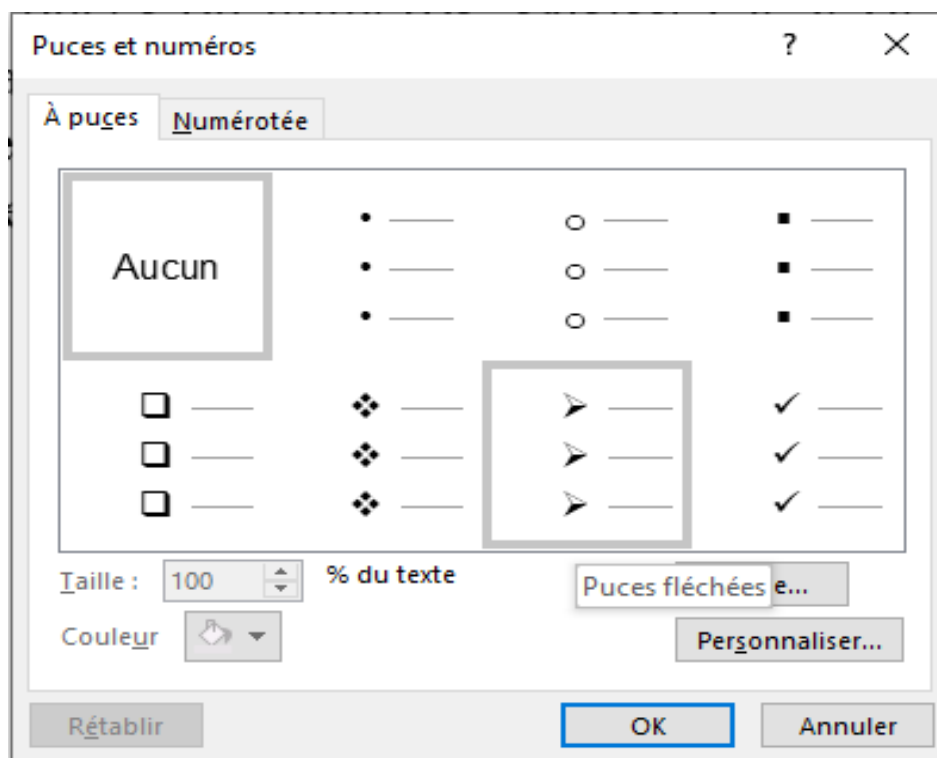 Puces et numéros
À puces
Numérotée
Aucun
Taille :
100
% du texte
Puces fléchées
e...
Couleur
Personnaliser...
Rétablir
OK
Annuler